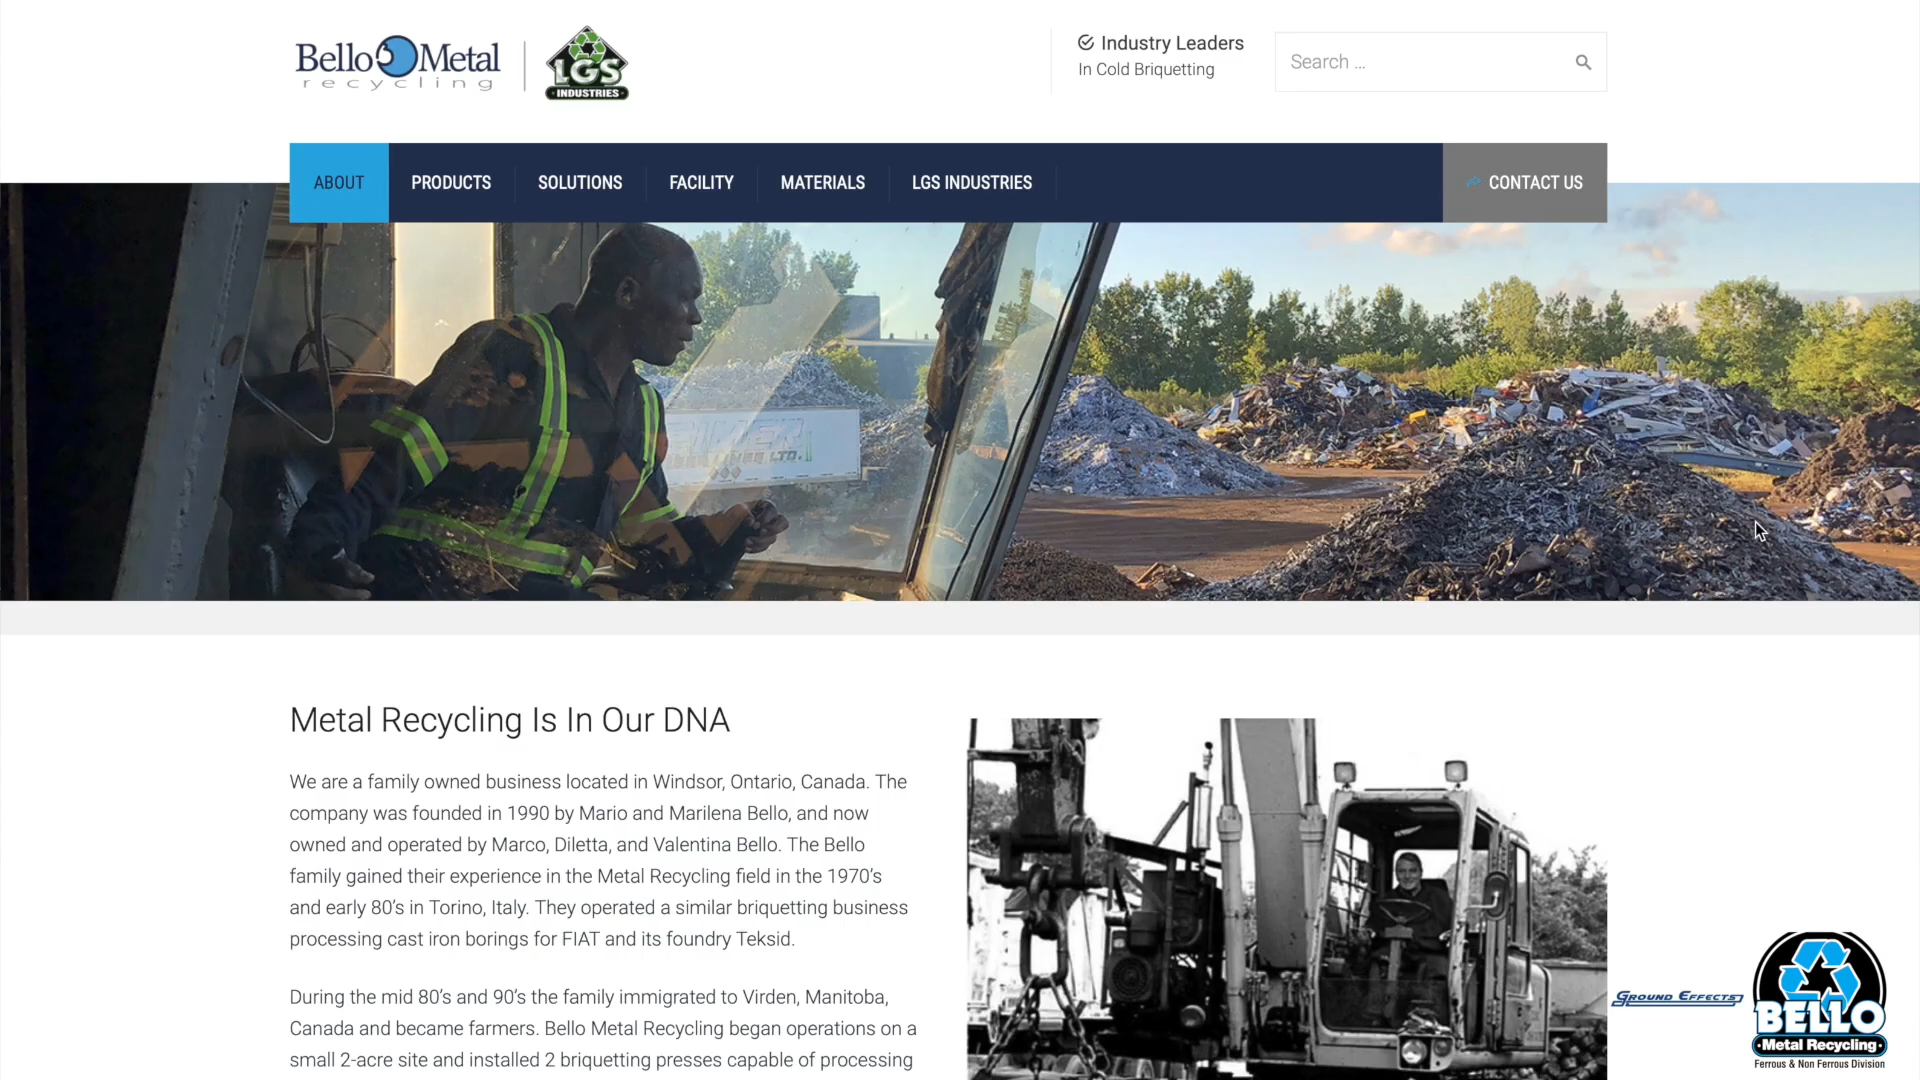 Bello Metal
recycling
LGS
INDUSTRIES
Industry Leaders
In Cold Briquetting
Search ...
ABOUT
PRODUCTS
SOLUTIONS
FACILITY
MATERIALS
LGS INDUSTRIES
CONTACT US
LTD.
Metal Recycling Is In Our DNA
We are a family owned business located in Windsor, Ontario, Canada. The
company was founded in 1990 by Mario and Marilena Bello, and now
owned and operated by Marco, Diletta, and Valentina Bello. The Bello
family gained their experience in the Metal Recycling field in the 1970’s
and early 80’s in Torino, Italy. They operated a similar briquetting business
processing cast iron borings for FIAT and its foundry Teksid.
During the mid 80’s and 90’s the family immigrated to Virden, Manitoba,
Canada and became farmers. Bello Metal Recycling began operations on a
small 2-acre site and installed 2 briquetting presses capable of processing
GROUND EFFECTS
BELLO
·Metal Recycling·
Ferrous & Non Ferrous Division